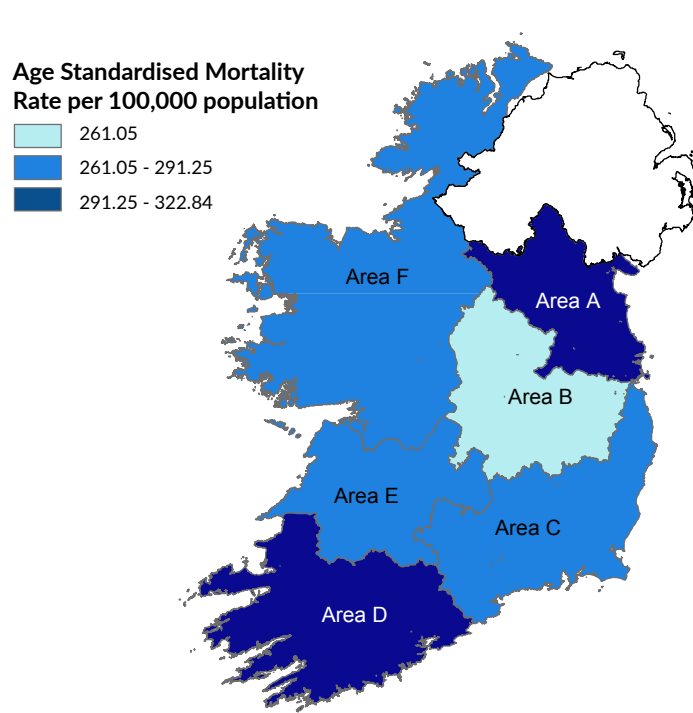 Age Standardised Mortality
Rate per 100,000 population
261.05
261.05 - 291.25
291.25 - 322.84
Area F
Area A
Area B
Area E
Area C
Area D